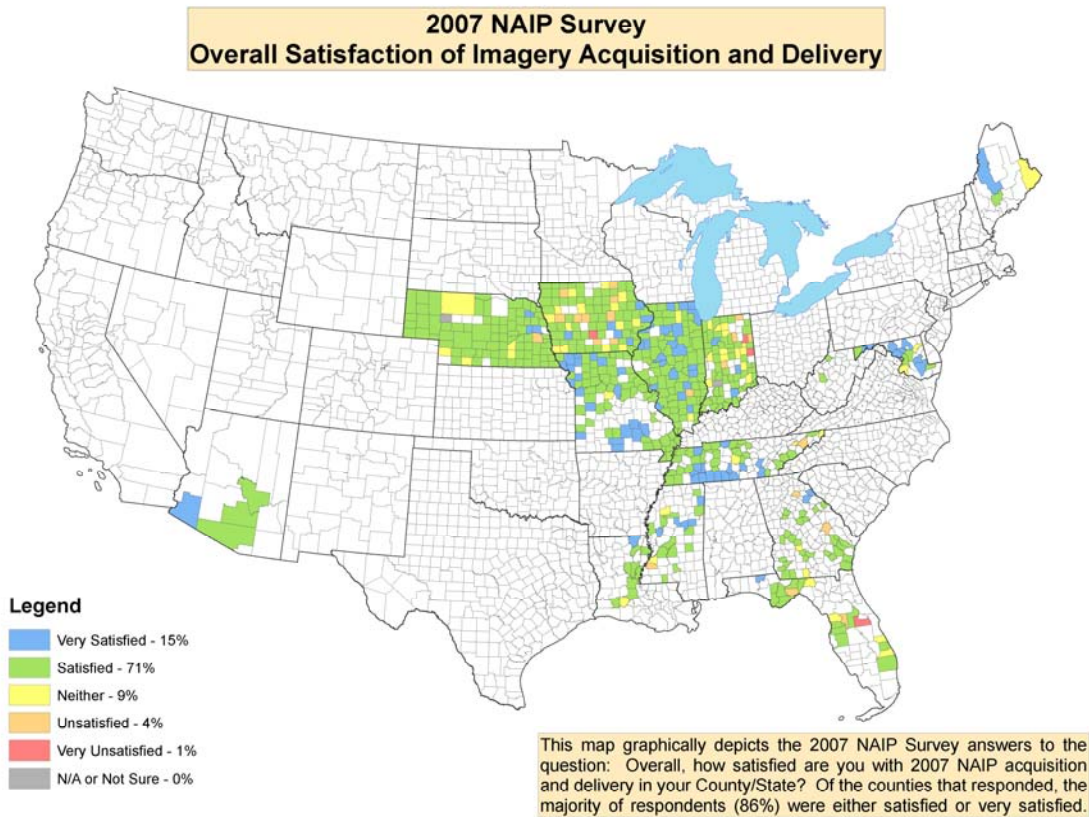 2007 NAIP Survey
Overall Satisfaction of Imagery Acquisition and Delivery
Legend
Very Satisfied - 15%
Satisfied - 71%
Neither - 9%
Unsatisfied - 4%
Very Unsatisfied - 1%
N/A or Not Sure - 0%
This map graphically depicts the 2007 NAIP Survey answers to the
question: Overall, how satisfied are you with 2007 NAIP acquisition
and delivery in your County/State? Of the counties that responded, the
majority of respondents (86%) were either satisfied or very satisfied.